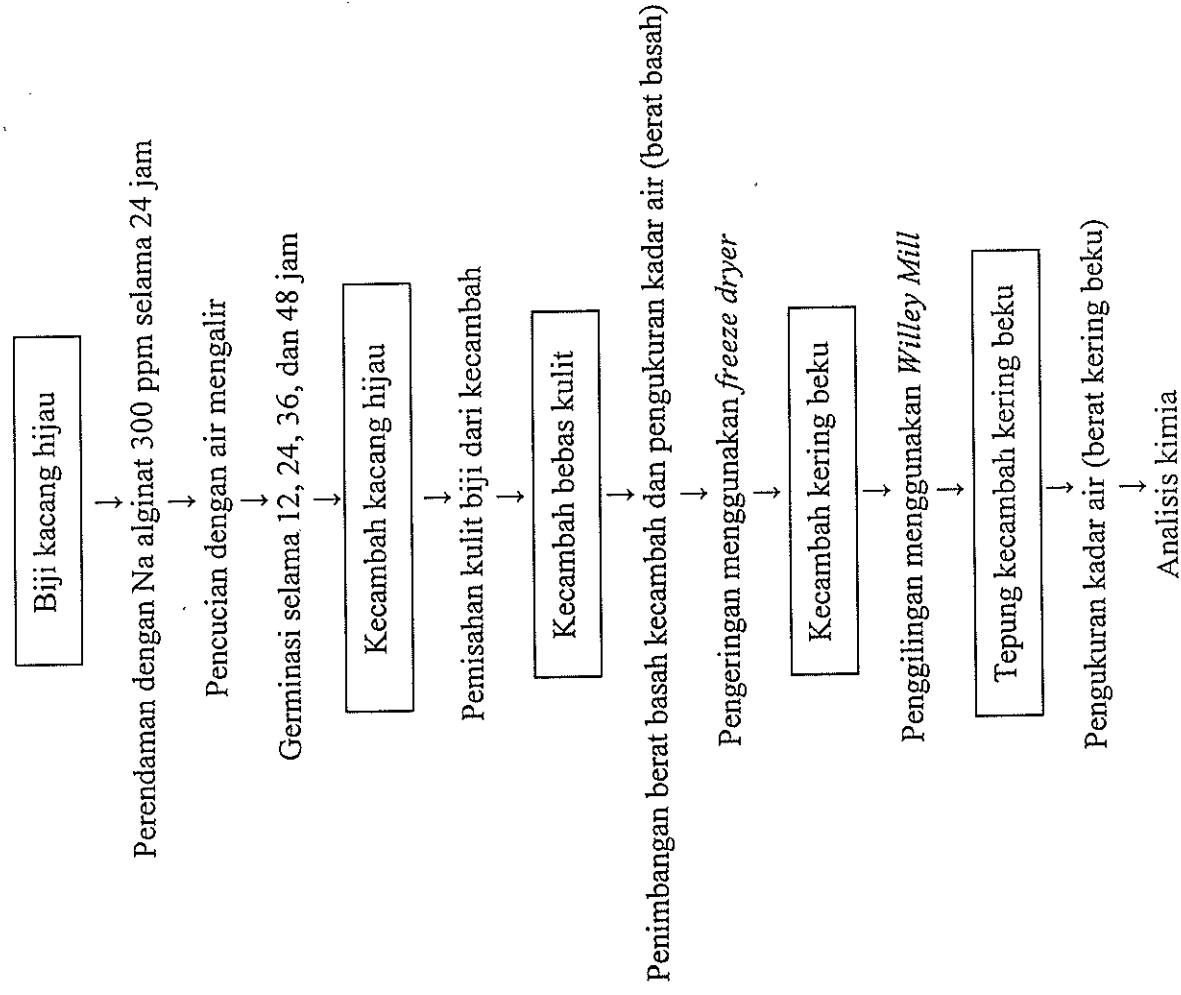 Biji kacang hijau
↓
Perendaman dengan Na alginat 300 ppm selama 24 jam
↓
Pencucian dengan air mengalir
↓
Germinasi selama 12, 24, 36, dan 48 jam
↓
Kecambah kacang hijau
↓
Pemisahan kulit biji dari kecambah
↓
Kecambah bebas kulit
↓
Penimbangan berat basah kecambah dan pengukuran kadar air (berat basah)
↓
Pengeringan menggunakan freeze dryer
↓
Kecambah kering beku
↓
Penggilingan menggunakan Willey Mill
↓
Tepung kecambah kering beku
↓
Pengukuran kadar air (berat kering beku)
↓
Analisis kimia